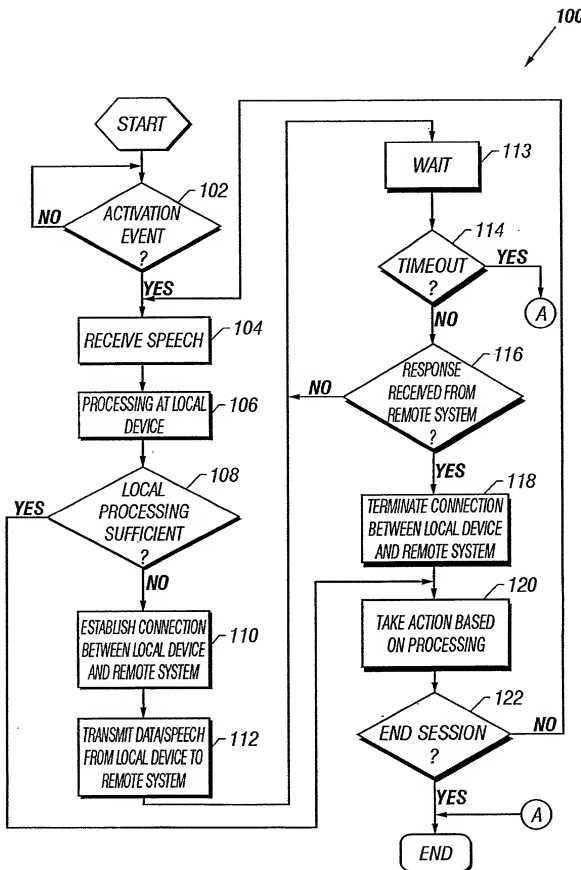 100
START
102
NO
ACTIVATION
EVENT
?
YES
RECEIVE SPEECH
104
PROCESSING AT LOCAL
DEVICE
106
108
YES
LOCAL
PROCESSING
SUFFICIENT
?
NO
ESTABLISH CONNECTION
BETWEEN LOCAL DEVICE
AND REMOTE SYSTEM
110
TRANSMIT DATA/SPEECH
FROM LOCAL DEVICE TO
REMOTE SYSTEM
112
WAIT
113
114
TIMEOUT
?
YES
A
NO
116
RESPONSE
RECEIVED FROM
REMOTE SYSTEM
?
NO
YES
118
TERMINATE CONNECTION
BETWEEN LOCAL DEVICE
AND REMOTE SYSTEM
120
TAKE ACTION BASED
ON PROCESSING
122
END SESSION
?
NO
YES
A
END